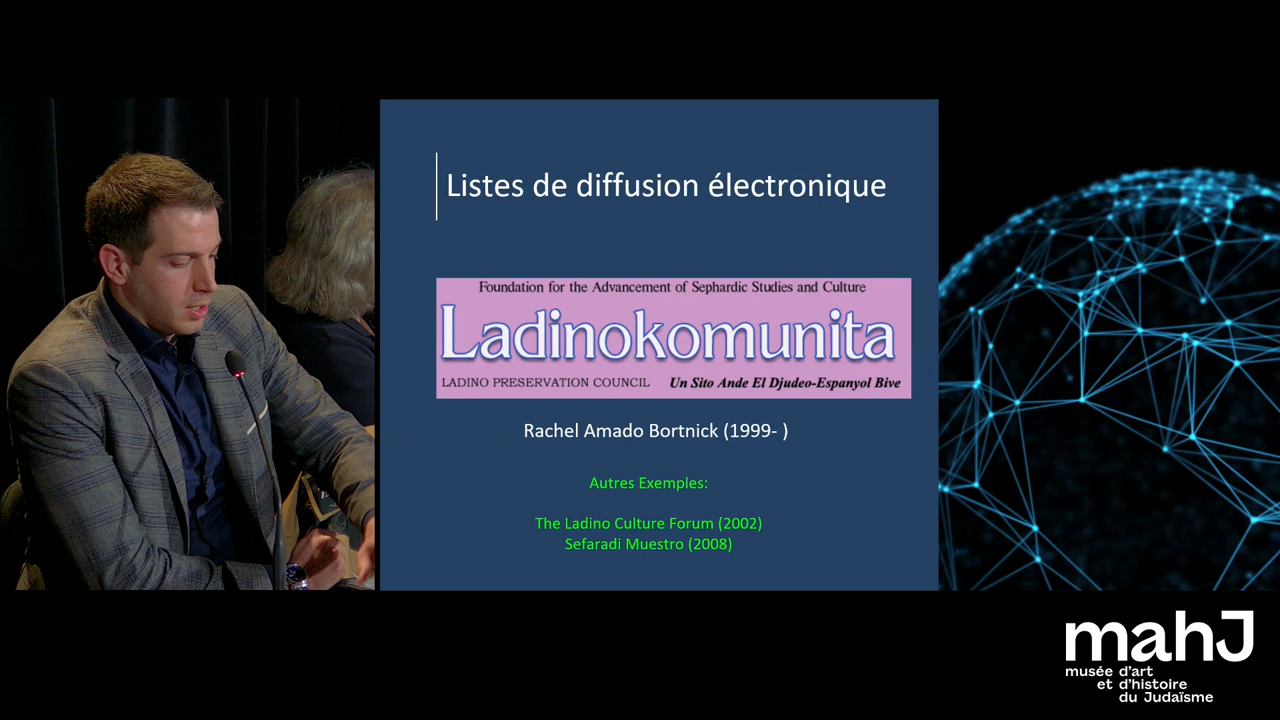 Listes de diffusion électronique
Foundation for the Advancement of Sephardic Studies and Culture
Ladinokomunita
LADINO PRESERVATION COUNCIL Un Sito Ande El Djudeo-Espanyol Bive
Rachel Amado Bortnick (1999- )
Autres Exemples:
The Ladino Culture Forum (2002)
Sefaradi Muestro (2008)
mahJ
musée d'art
et d'histoire
du Judaïsme